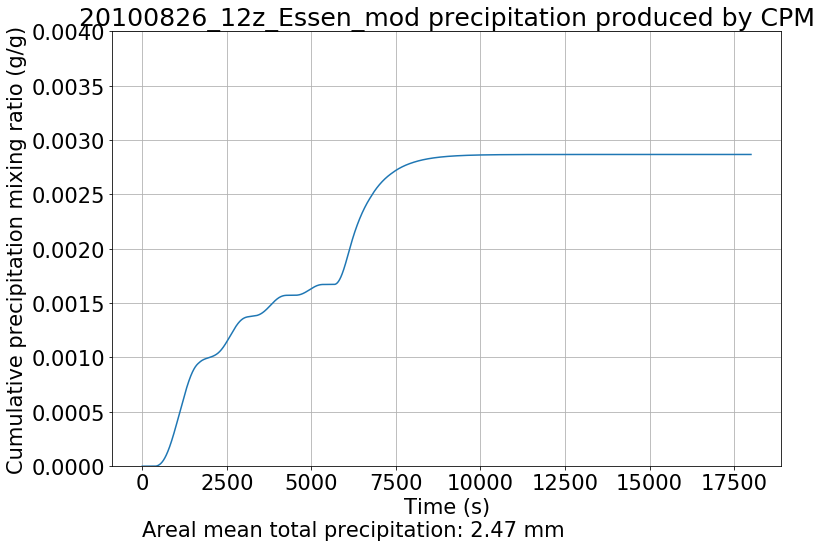 20100826_12z_Essen_mod precipitation produced by CPM
Cumulative precipitation mixing ratio (g/g)
0.0040
0.0035
0.0030
0.0025
0.0020
0.0015
0.0010
0.0005
0.0000
0 2500 5000 7500 10000 12500 15000 17500
Time (s)
Areal mean total precipitation: 2.47 mm